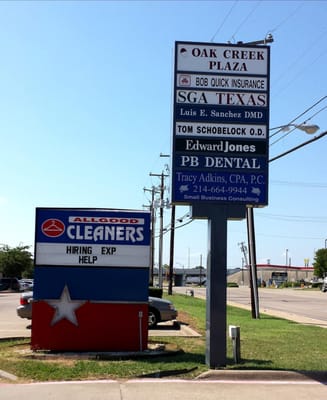 OAK CREEK
PLAZA
BOB QUICK INSURANCE
SGA TEXAS
Luis E. Sanchez DMD
TOM SCHOBELOCK O.D.
Edward Jones
PB DENTAL
Tracy Adkins, CPA, P.C.
214-664-9944
Small Business Consulting
ALLGOOD
CLEANERS
HIRING EXP
HELP